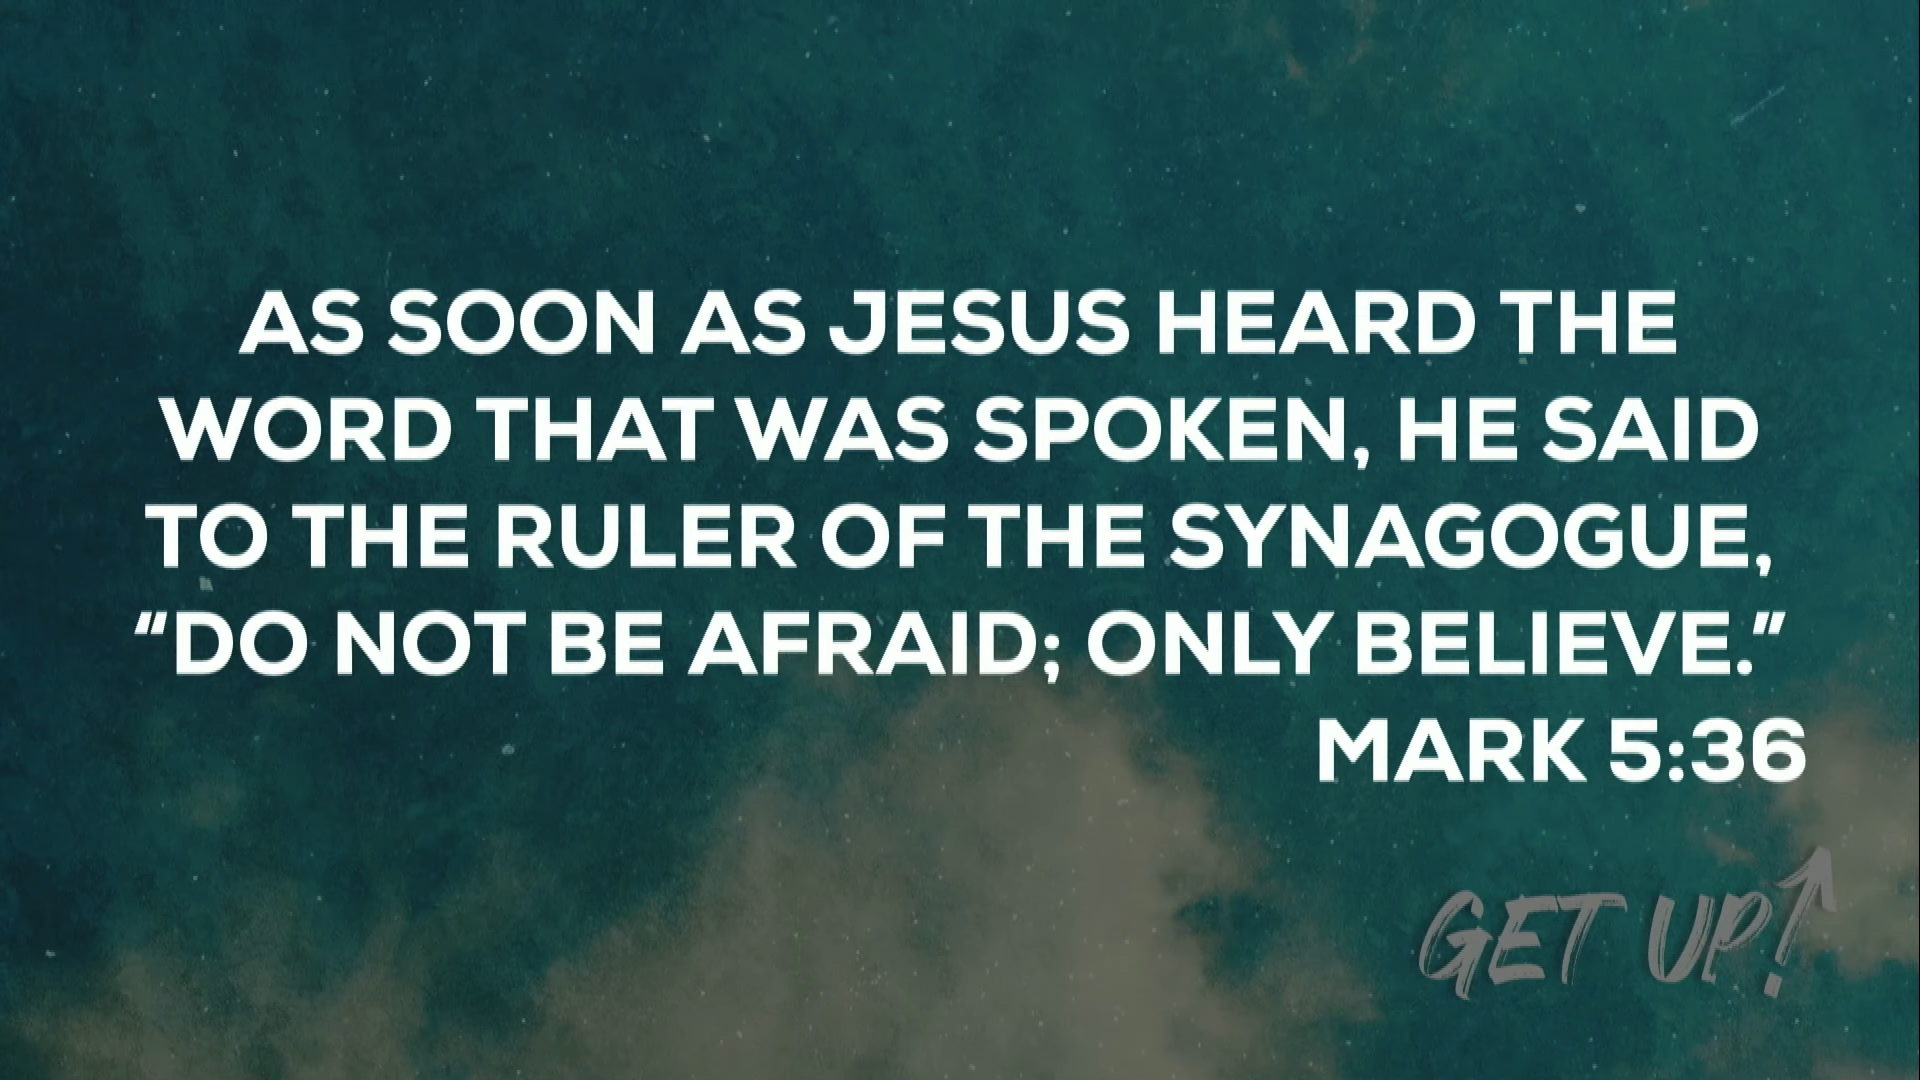 AS SOON AS JESUS HEARD THE
WORD THAT WAS SPOKEN, HE SAID
TO THE RULER OF THE SYNAGOGUE,
“DO NOT BE AFRAID; ONLY BELIEVE.”
MARK 5:36
GET UP!